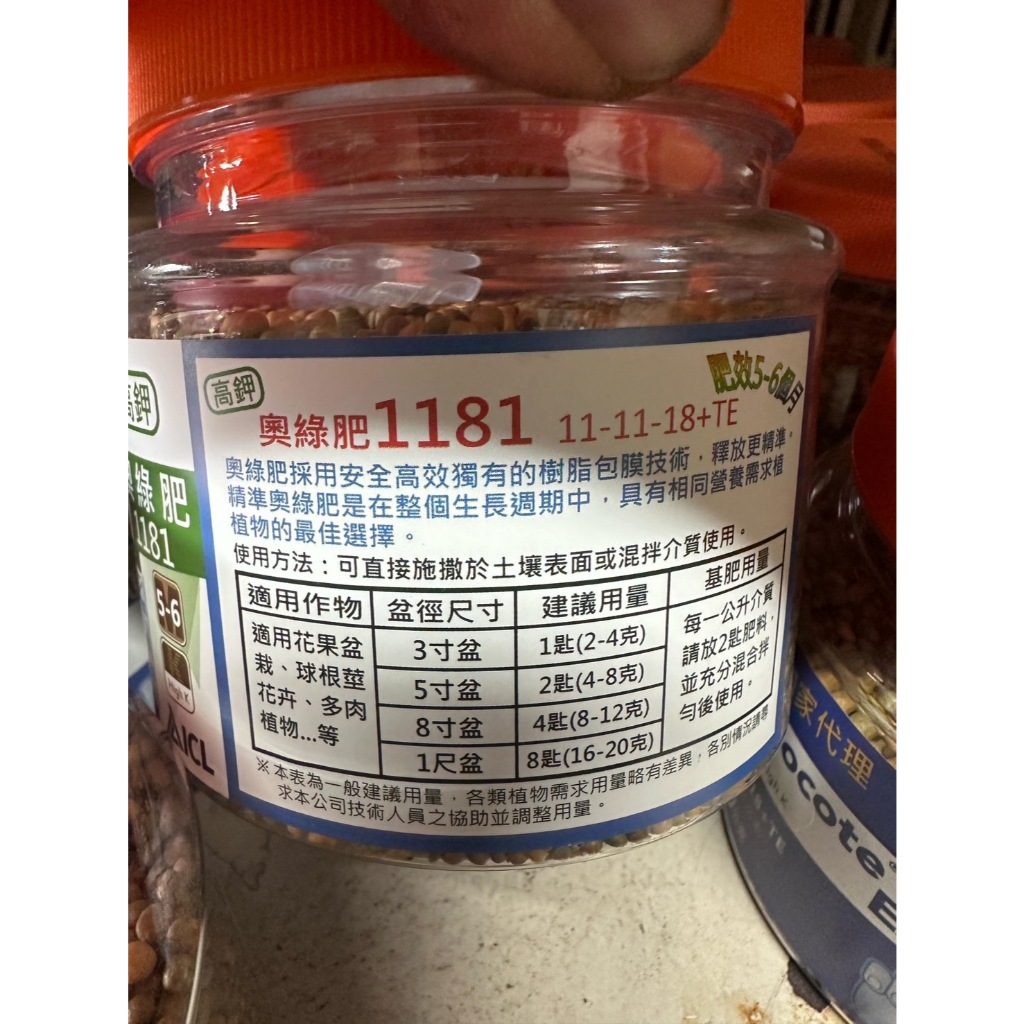 高鉀
肥效5-6個月
奧綠肥1181 11-11-18+TE
奧綠肥採用安全高效獨有的樹脂包膜技術，釋放更精準。
精準奧綠肥是在整個生長週期中，具有相同營養需求植
植物的最佳選擇。
使用方法：可直接施撒於土壤表面或混拌介質使用。
適用作物 盆徑尺寸 建議用量 基肥用量
適用花果盆
栽、球根莖
花卉、多肉
植物...等
3寸盆 1匙(2-4克)
5寸盆 2匙(4-8克)
8寸盆 4匙(8-12克)
1尺盆 8匙(16-20克)
每一公升介質
請放2匙肥料，
並充分混合拌
勻後使用。
※本表為一般建議用量，各類植物需求用量略有差異，各別情況請尋
求本公司技術人員之協助並調整用量。
高鉀
綠肥
1181
5-6
High K
ICL
家代理
ocote
E
+TE